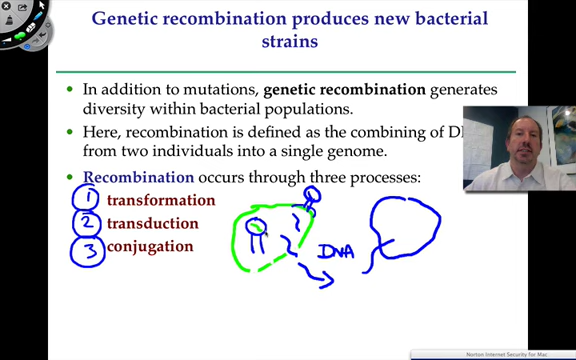 Genetic recombination produces new bacterial
strains
• In addition to mutations, genetic recombination generates
diversity within bacterial populations.
• Here, recombination is defined as the combining of D
from two individuals into a single genome.
• Recombination occurs through three processes:
1 transformation
2 transduction
3 conjugation
DNA
Norton Internet Security for Mac